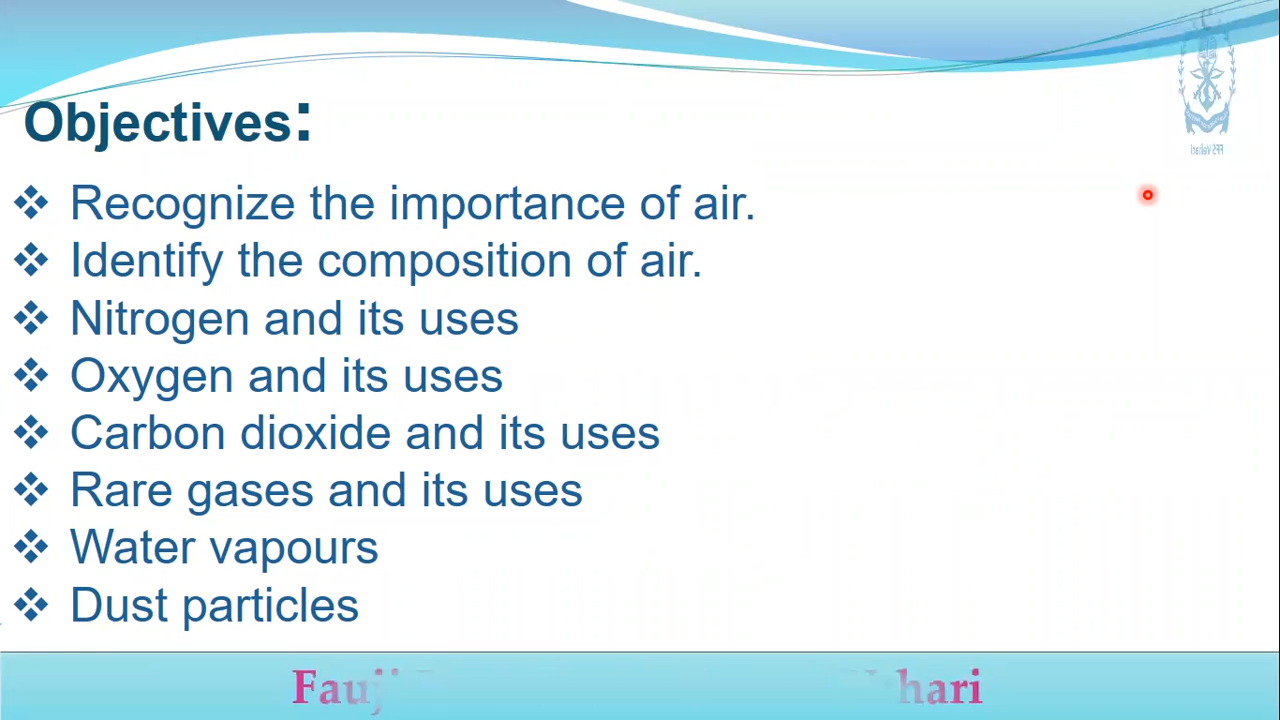 Objectives:
Recognize the importance of air.
Identify the composition of air.
Nitrogen and its uses
Oxygen and its uses
Carbon dioxide and its uses
Rare gases and its uses
Water vapours
Dust particles
Fauji